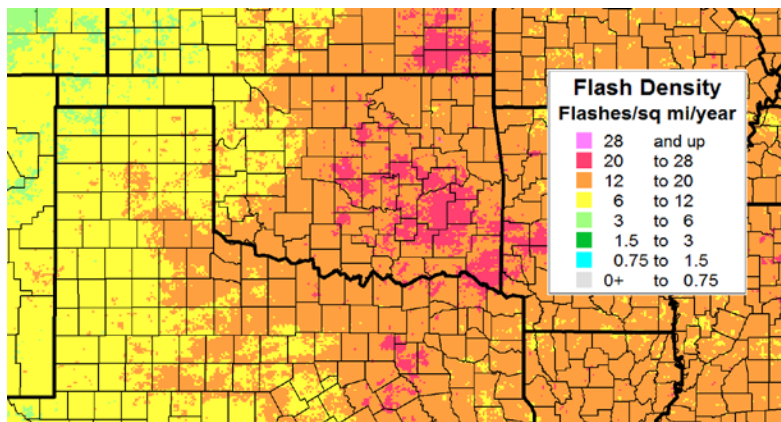 Flash Density
Flashes/sq mi/year
28 and up
20 to 28
12 to 20
6 to 12
3 to 6
1.5 to 3
0.75 to 1.5
0+ to 0.75